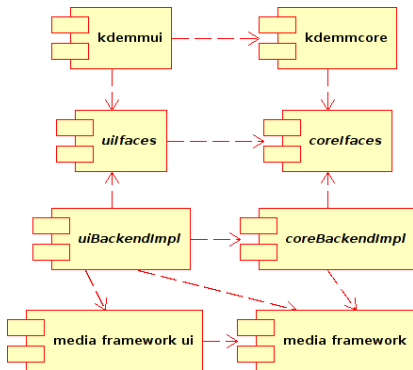 kdemmui
kdemmcore
uiIfaces
coreIfaces
uiBackendImpl
coreBackendImpl
media framework ui
media framework